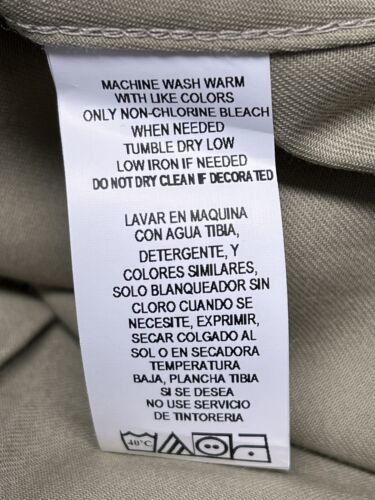 MACHINE WASH WARM
WITH LIKE COLORS
ONLY NON-CHLORINE BLEACH
WHEN NEEDED
TUMBLE DRY LOW
LOW IRON IF NEEDED
DO NOT DRY CLEAN IF DECORATED
LAVAR EN MAQUINA
CON AGUA TIBIA,
DETERGENTE, Y
COLORES SIMILARES,
SOLO BLANQUEADOR SIN
CLORO CUANDO SE
NECESITE, EXPRIMIR,
SECAR COLGADO AL
SOL O EN SECADORA
TEMPERATURA
BAJA, PLANCHA TIBIA
SI SE DESEA
NO USE SERVICIO
DE TINTORERIA
40°C